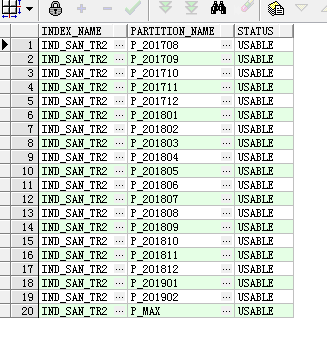 INDEX_NAME PARTITION_NAME STATUS
1 IND_SAN_TR2 ... P_201708 ... USABLE
2 IND_SAN_TR2 ... P_201709 ... USABLE
3 IND_SAN_TR2 ... P_201710 ... USABLE
4 IND_SAN_TR2 ... P_201711 ... USABLE
5 IND_SAN_TR2 ... P_201712 ... USABLE
6 IND_SAN_TR2 ... P_201801 ... USABLE
7 IND_SAN_TR2 ... P_201802 ... USABLE
8 IND_SAN_TR2 ... P_201803 ... USABLE
9 IND_SAN_TR2 ... P_201804 ... USABLE
10 IND_SAN_TR2 ... P_201805 ... USABLE
11 IND_SAN_TR2 ... P_201806 ... USABLE
12 IND_SAN_TR2 ... P_201807 ... USABLE
13 IND_SAN_TR2 ... P_201808 ... USABLE
14 IND_SAN_TR2 ... P_201809 ... USABLE
15 IND_SAN_TR2 ... P_201810 ... USABLE
16 IND_SAN_TR2 ... P_201811 ... USABLE
17 IND_SAN_TR2 ... P_201812 ... USABLE
18 IND_SAN_TR2 ... P_201901 ... USABLE
19 IND_SAN_TR2 ... P_201902 ... USABLE
20 IND_SAN_TR2 ... P_MAX ... USABLE